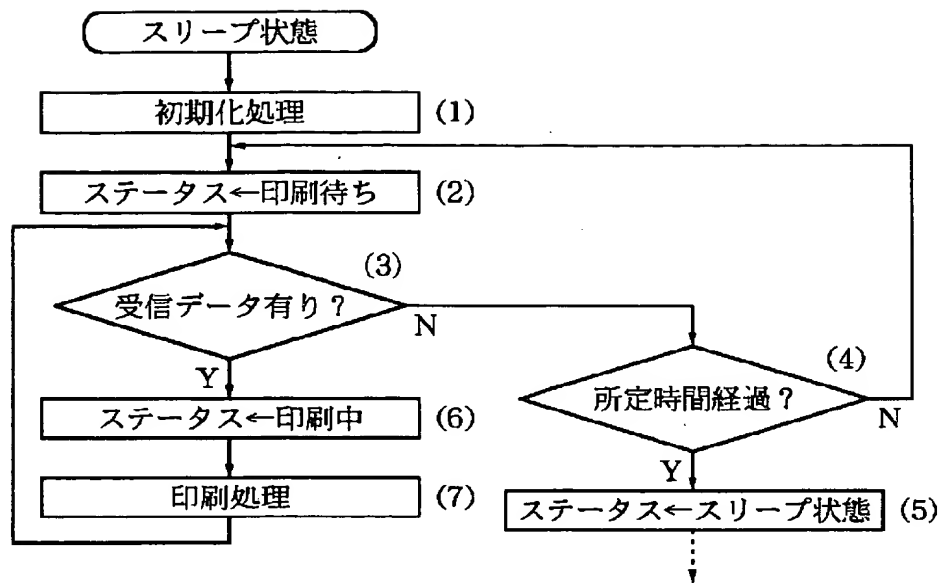 スリープ状態
初期化処理 (1)
ステータス←印刷待ち (2)
(3)
受信データ有り?
N
Y
(4)
所定時間経過?
N
Y
ステータス←印刷中 (6)
印刷処理 (7)
ステータス←スリープ状態 (5)